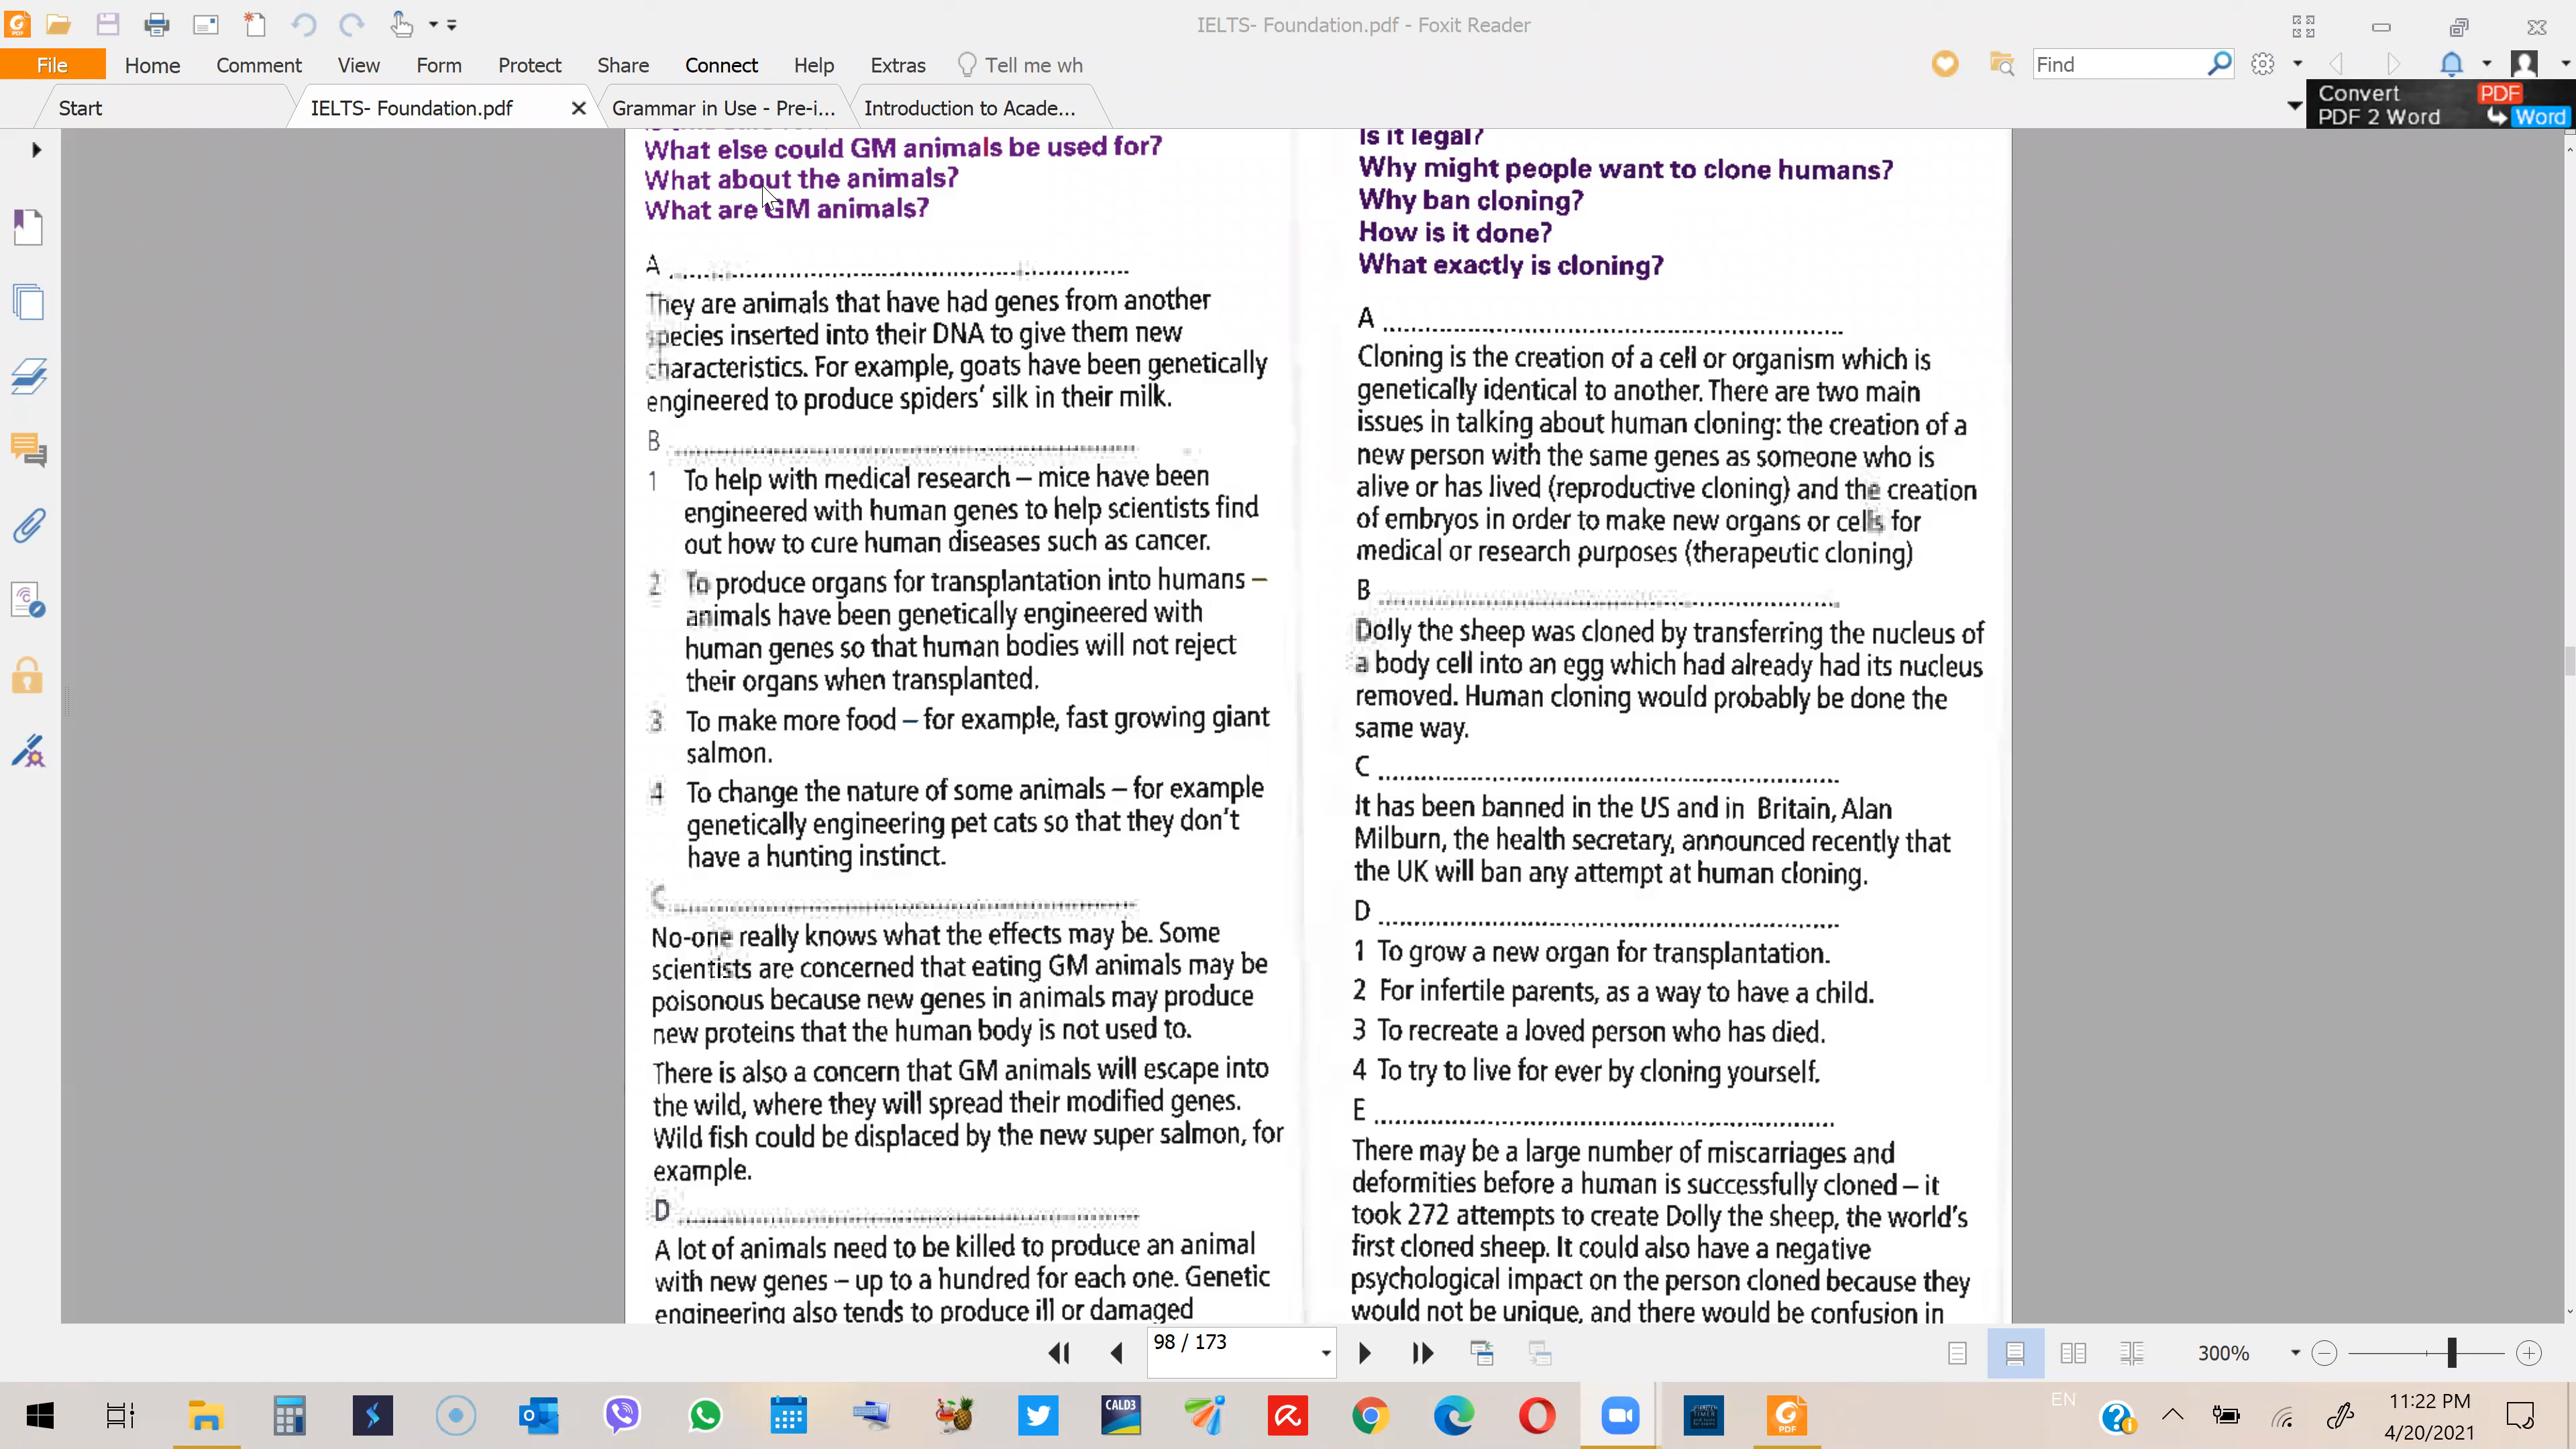 IELTS- Foundation.pdf - Foxit Reader
File Home Comment View Form Protect Share Connect Help Extras Tell me wh
Find
Start
IELTS- Foundation.pdf
Grammar in Use - Pre-i...
Introduction to Acade...
Convert PDF
PDF 2 Word Word
What else could GM animals be used for?
What about the animals?
What are GM animals?
A
They are animals that have had genes from another
species inserted into their DNA to give them new
characteristics. For example, goats have been genetically
engineered to produce spiders' silk in their milk.
B
1 To help with medical research – mice have been
engineered with human genes to help scientists find
out how to cure human diseases such as cancer.
2 To produce organs for transplantation into humans –
animals have been genetically engineered with
human genes so that human bodies will not reject
their organs when transplanted.
3 To make more food – for example, fast growing giant
salmon.
4 To change the nature of some animals – for example
genetically engineering pet cats so that they don't
have a hunting instinct.
C
No-one really knows what the effects may be. Some
scientists are concerned that eating GM animals may be
poisonous because new genes in animals may produce
new proteins that the human body is not used to.
There is also a concern that GM animals will escape into
the wild, where they will spread their modified genes.
Wild fish could be displaced by the new super salmon, for
example.
D
A lot of animals need to be killed to produce an animal
with new genes – up to a hundred for each one. Genetic
engineering also tends to produce ill or damaged
Is it legal?
Why might people want to clone humans?
Why ban cloning?
How is it done?
What exactly is cloning?
A
Cloning is the creation of a cell or organism which is
genetically identical to another. There are two main
issues in talking about human cloning: the creation of a
new person with the same genes as someone who is
alive or has lived (reproductive cloning) and the creation
of embryos in order to make new organs or cells for
medical or research purposes (therapeutic cloning)
B
Dolly the sheep was cloned by transferring the nucleus of
a body cell into an egg which had already had its nucleus
removed. Human cloning would probably be done the
same way.
C
It has been banned in the US and in Britain, Alan
Milburn, the health secretary, announced recently that
the UK will ban any attempt at human cloning.
D
1 To grow a new organ for transplantation.
2 For infertile parents, as a way to have a child.
3 To recreate a loved person who has died.
4 To try to live for ever by cloning yourself.
E
There may be a large number of miscarriages and
deformities before a human is successfully cloned – it
took 272 attempts to create Dolly the sheep, the world's
first cloned sheep. It could also have a negative
psychological impact on the person cloned because they
would not be unique, and there would be confusion in
98 / 173
300%
CALD3
PDF
EN
11:22 PM
4/20/2021